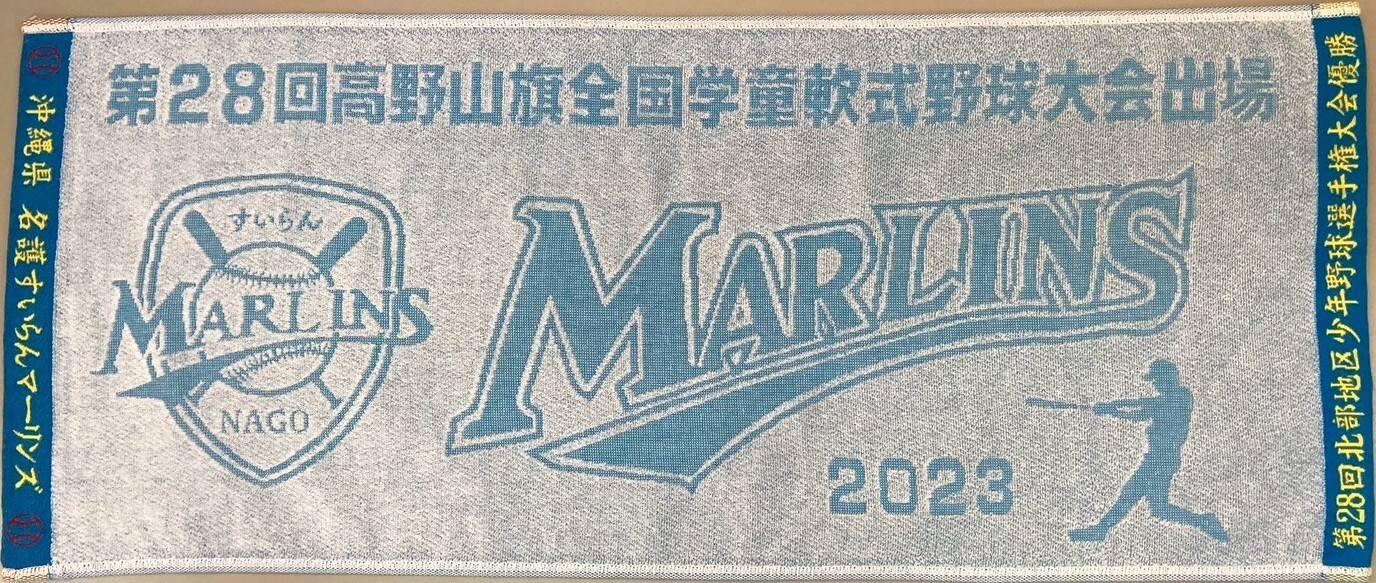 第28回高野山旗全国学童軟式野球大会出場
沖縄県 名護すいらんマーリンズ
すいらん
MARLINS
NAGO
MARLINS
2023
第28回北部地区少年野球選手権大会優勝